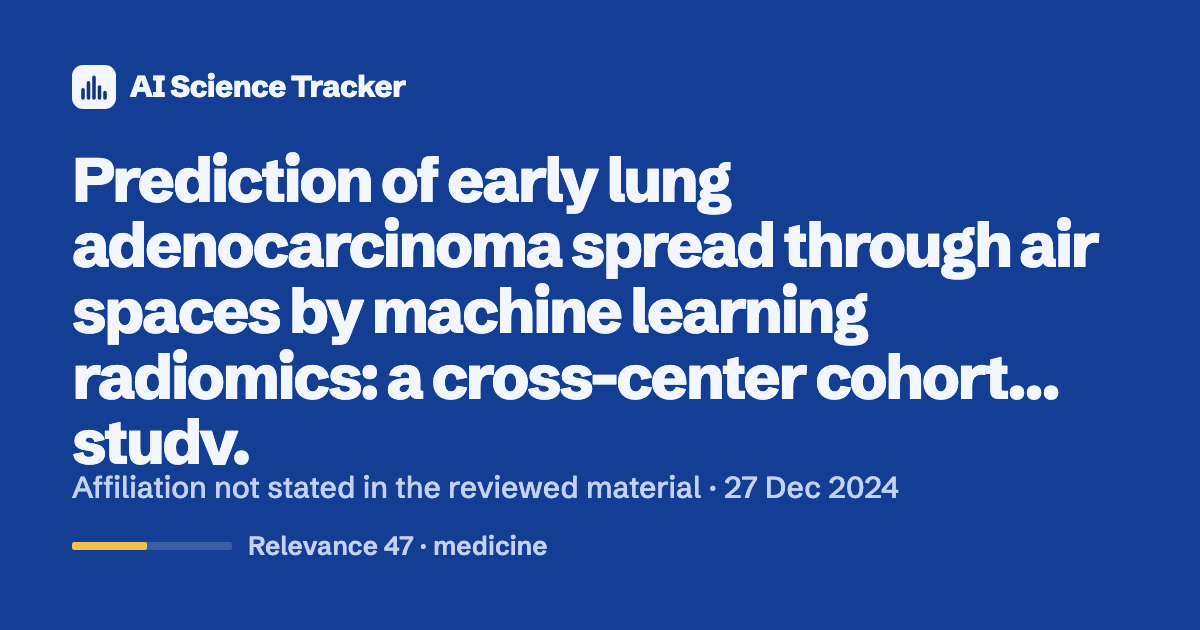 AI Science Tracker
Prediction of early lung
adenocarcinoma spread through air
spaces by machine learning
radiomics: a cross-center cohort...
study.
Affiliation not stated in the reviewed material · 27 Dec 2024
Relevance 47 · medicine